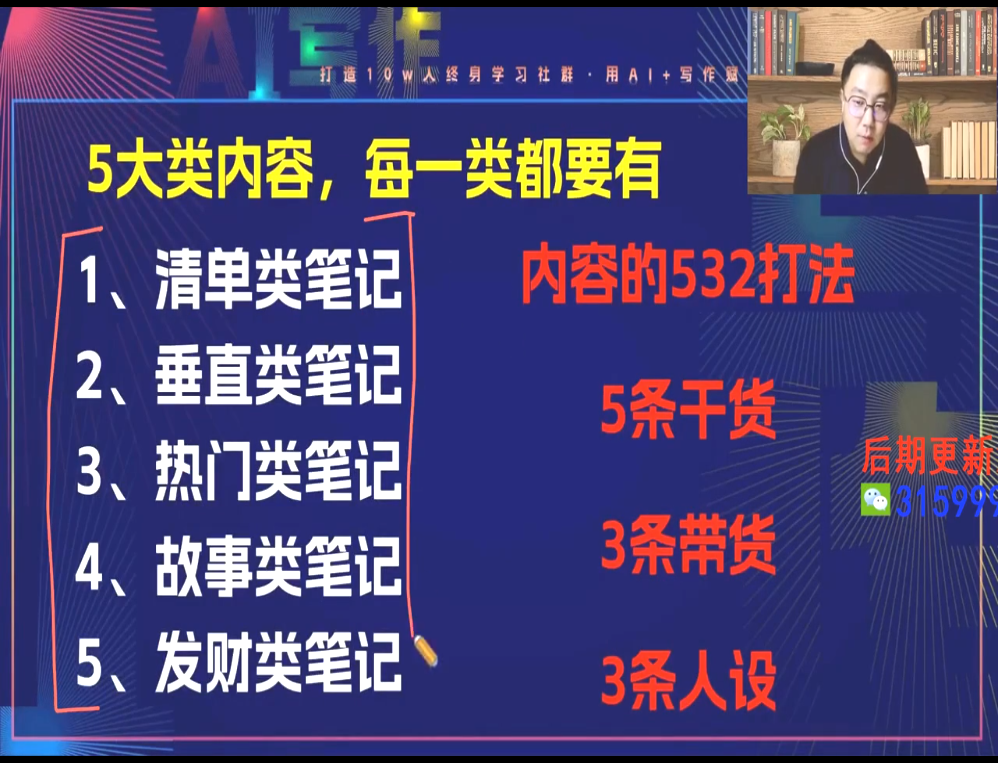 AI写作
打造10w人终身学习社群·用AI+写作赋
5大类内容，每一类都要有
1、清单类笔记
2、垂直类笔记
3、热门类笔记
4、故事类笔记
5、发财类笔记
内容的532打法
5条干货
3条带货
3条人设
后期更新
315999